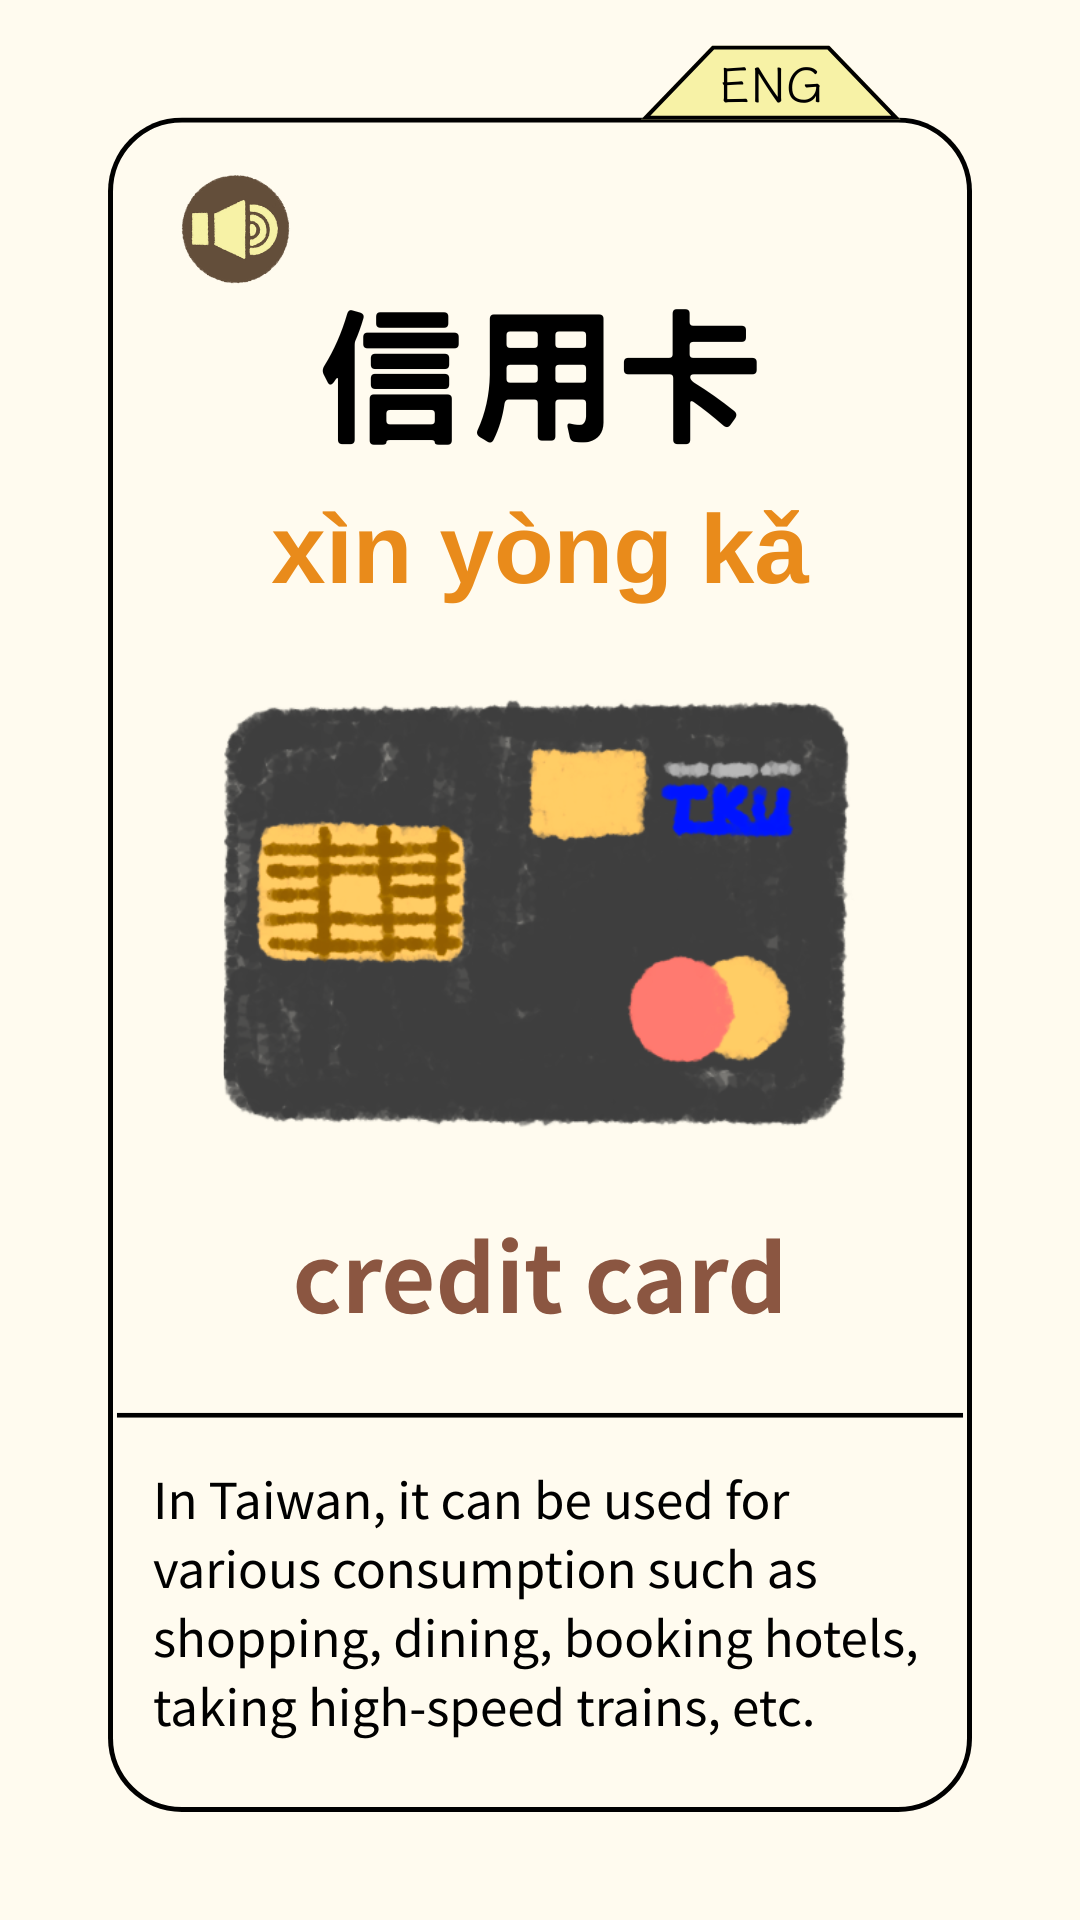 ENG
信用卡
xìn yòng kǎ
TKU
credit card
In Taiwan, it can be used for
various consumption such as
shopping, dining, booking hotels,
taking high-speed trains, etc.